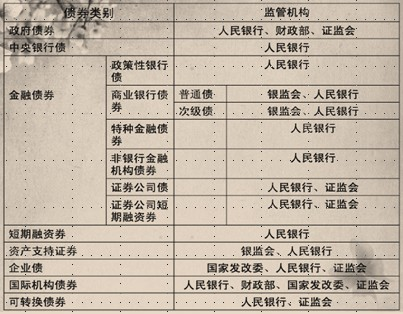 债券类别 监管机构
政府债券 人民银行、财政部、证监会
中央银行债 人民银行
金融债券
政策性银行
债
人民银行
商业银行债
券
普通债 银监会、人民银行
次级债 银监会、人民银行
特种金融债
券
人民银行
非银行金融
机构债券
人民银行
证券公司债 人民银行、证监会
证券公司短
期融资券
人民银行、证监会
短期融资券 人民银行
资产支持证券 银监会、人民银行
企业债 国家发改委、人民银行、证监会
国际机构债券 人民银行、财政部、国家发改委、证监会
可转换债券 人民银行、证监会